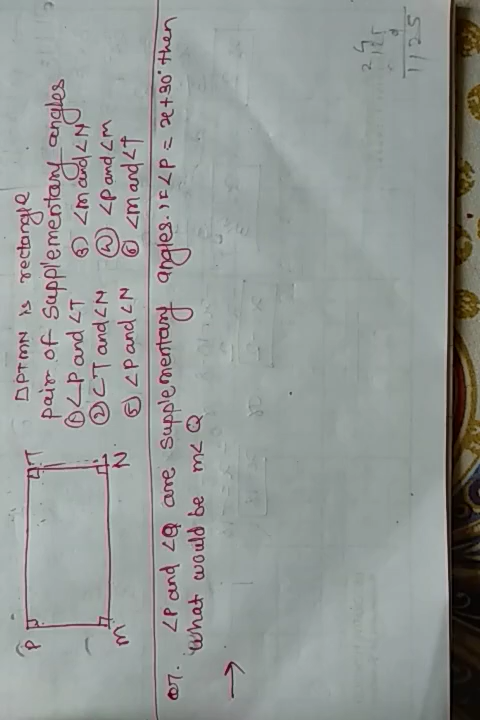 P T
M N
□PTMN is rectangle
pair of supplementary angles
① ∠P and ∠T ③ ∠M and ∠N
② ∠T and ∠N ④ ∠P and ∠M
⑤ ∠P and ∠N ⑥ ∠M and ∠T
Q7. ∠P and ∠Q are supplementary angles. If ∠P = x+30° then
what would be m∠Q
→
1125